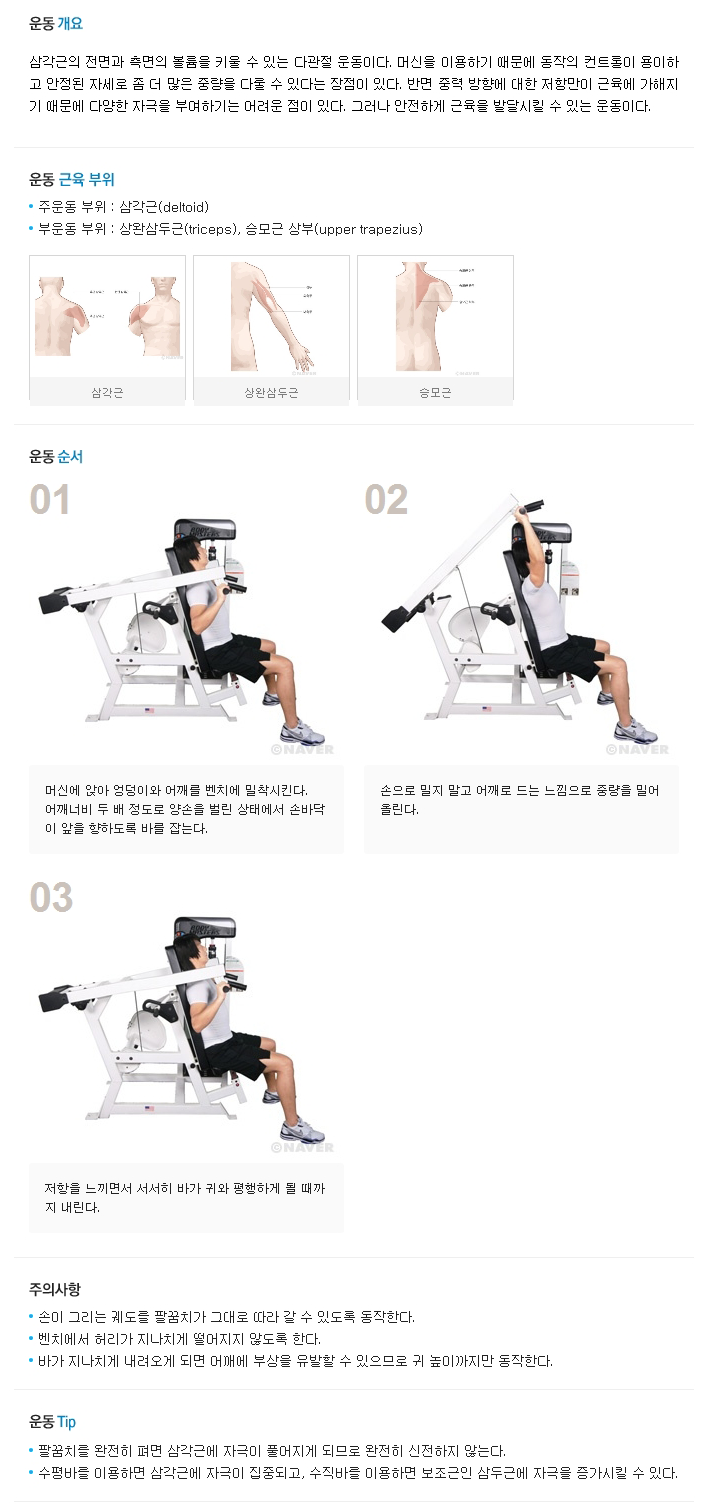 운동 개요
삼각근의 전면과 측면의 볼륨을 키울 수 있는 다관절 운동이다. 머신을 이용하기 때문에 동작의 컨트롤이 용이하
고 안정된 자세로 좀 더 많은 중량을 다룰 수 있다는 장점이 있다. 반면 중력 방향에 대한 저항만이 근육에 가해지
기 때문에 다양한 자극을 부여하기는 어려운 점이 있다. 그러나 안전하게 근육을 발달시킬 수 있는 운동이다.
운동 근육 부위
• 주운동 부위 : 삼각근(deltoid)
• 부운동 부위 : 상완삼두근(triceps), 승모근 상부(upper trapezius)
삼각근
상완삼두근
승모근
운동 순서
01
02
©NAVER
©NAVER
머신에 앉아 엉덩이와 어깨를 벤치에 밀착시킨다.
어깨너비 두 배 정도로 양손을 벌린 상태에서 손바닥
이 앞을 향하도록 바를 잡는다.
손으로 밀지 말고 어깨로 드는 느낌으로 중량을 밀어
올린다.
03
©NAVER
저항을 느끼면서 서서히 바가 귀와 평행하게 될 때까
지 내린다.
주의사항
• 손이 그리는 궤도를 팔꿈치가 그대로 따라 갈 수 있도록 동작한다.
• 벤치에서 허리가 지나치게 떨어지지 않도록 한다.
• 바가 지나치게 내려오게 되면 어깨에 부상을 유발할 수 있으므로 귀 높이까지만 동작한다.
운동 Tip
• 팔꿈치를 완전히 펴면 삼각근에 자극이 풀어지게 되므로 완전히 신전하지 않는다.
• 수평바를 이용하면 삼각근에 자극이 집중되고, 수직바를 이용하면 보조근인 삼두근에 자극을 증가시킬 수 있다.